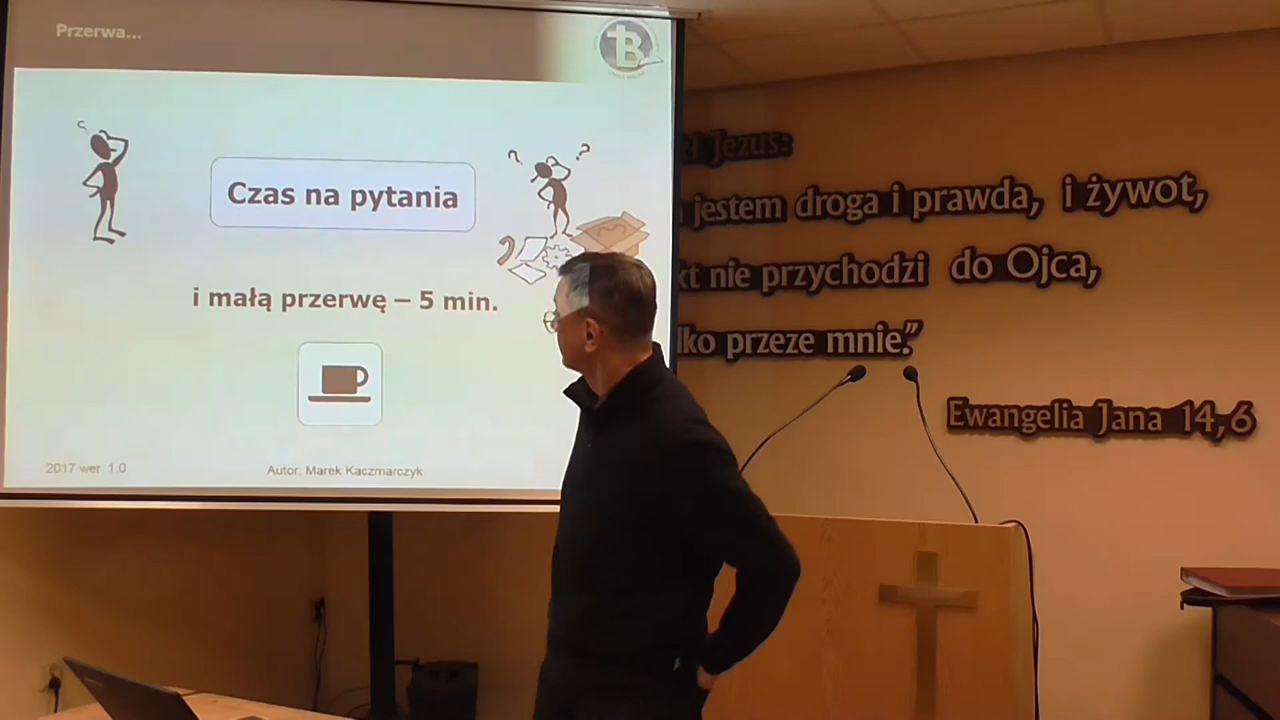 Przerwa...
Czas na pytania
i małą przerwę – 5 min.
2017 wer 1.0
Autor: Marek Kaczmarczyk
Jezus:
jestem droga i prawda, i żywot,
nie przychodzi do Ojca,
przeze mnie.”
Ewangelia Jana 14,6